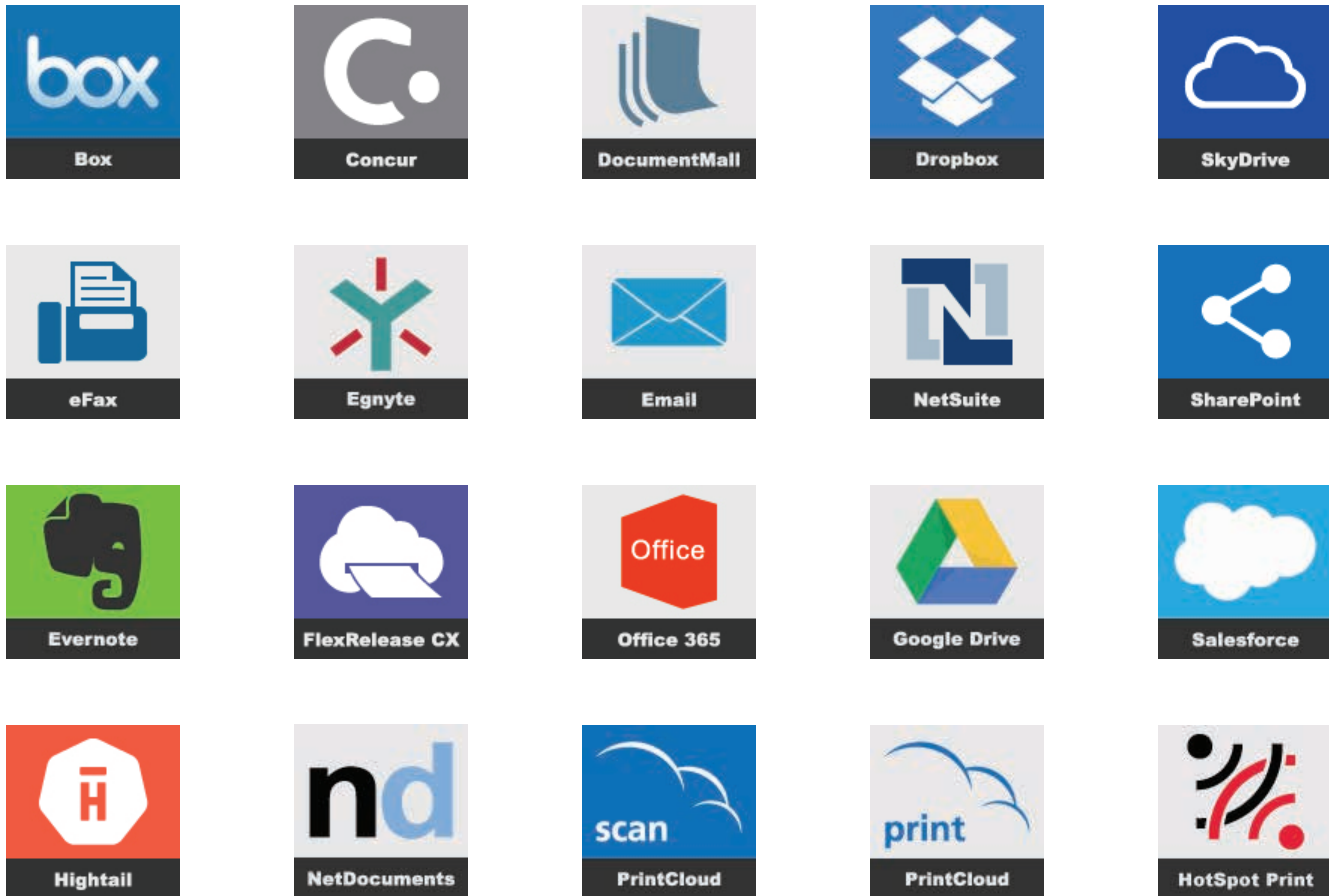 box
Box
Concur
DocumentMall
Dropbox
SkyDrive
eFax
Egnyte
Email
N
NetSuite
SharePoint
Evernote
FlexRelease CX
Office
Office 365
Google Drive
Salesforce
H
Hightail
nd
NetDocuments
scan
PrintCloud
print
PrintCloud
HotSpot Print